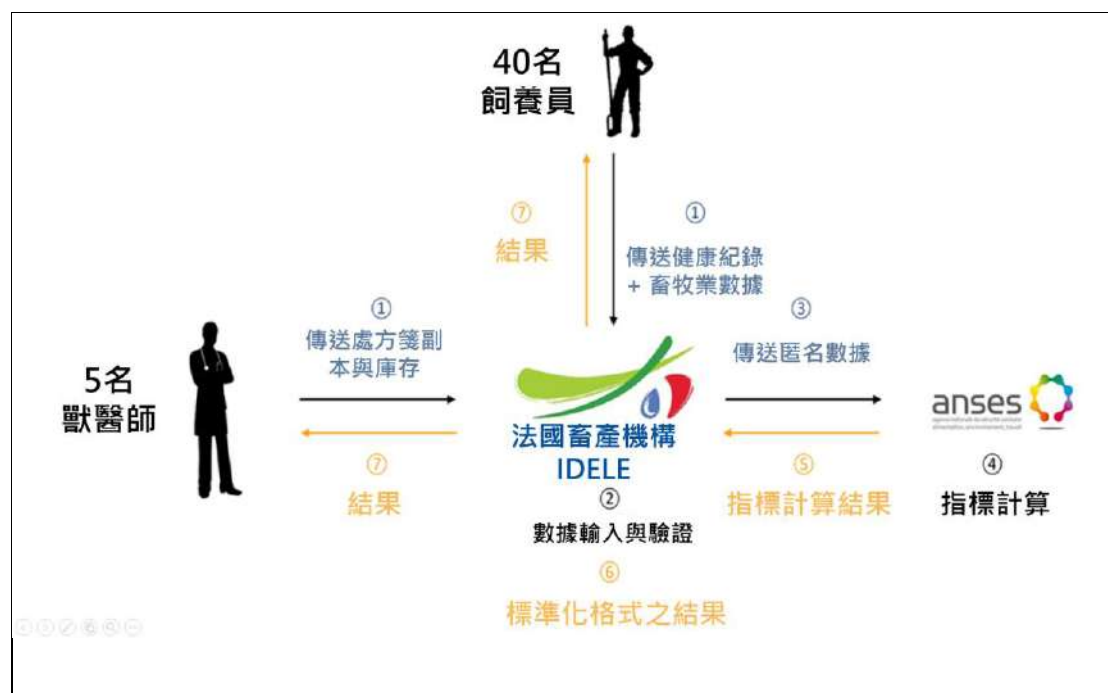 40名
飼養員
⑦
結果
①
傳送健康紀錄
+ 畜牧業數據
①
傳送處方箋副
本與庫存
③
傳送匿名數據
5名
獸醫師
法國畜產機構
IDELE
anses
⑦
結果
②
數據輸入與驗證
⑤
指標計算結果
④
指標計算
⑥
標準化格式之結果